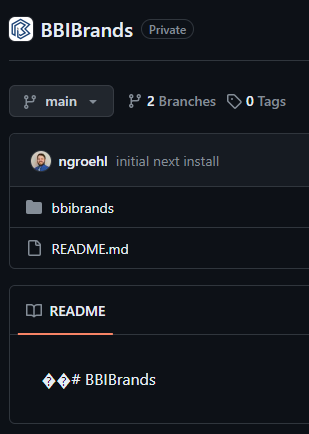 BBIBrands Private
main 2 Branches 0 Tags
ngroehl initial next install
bbibrands
README.md
README
��# BBIBrands